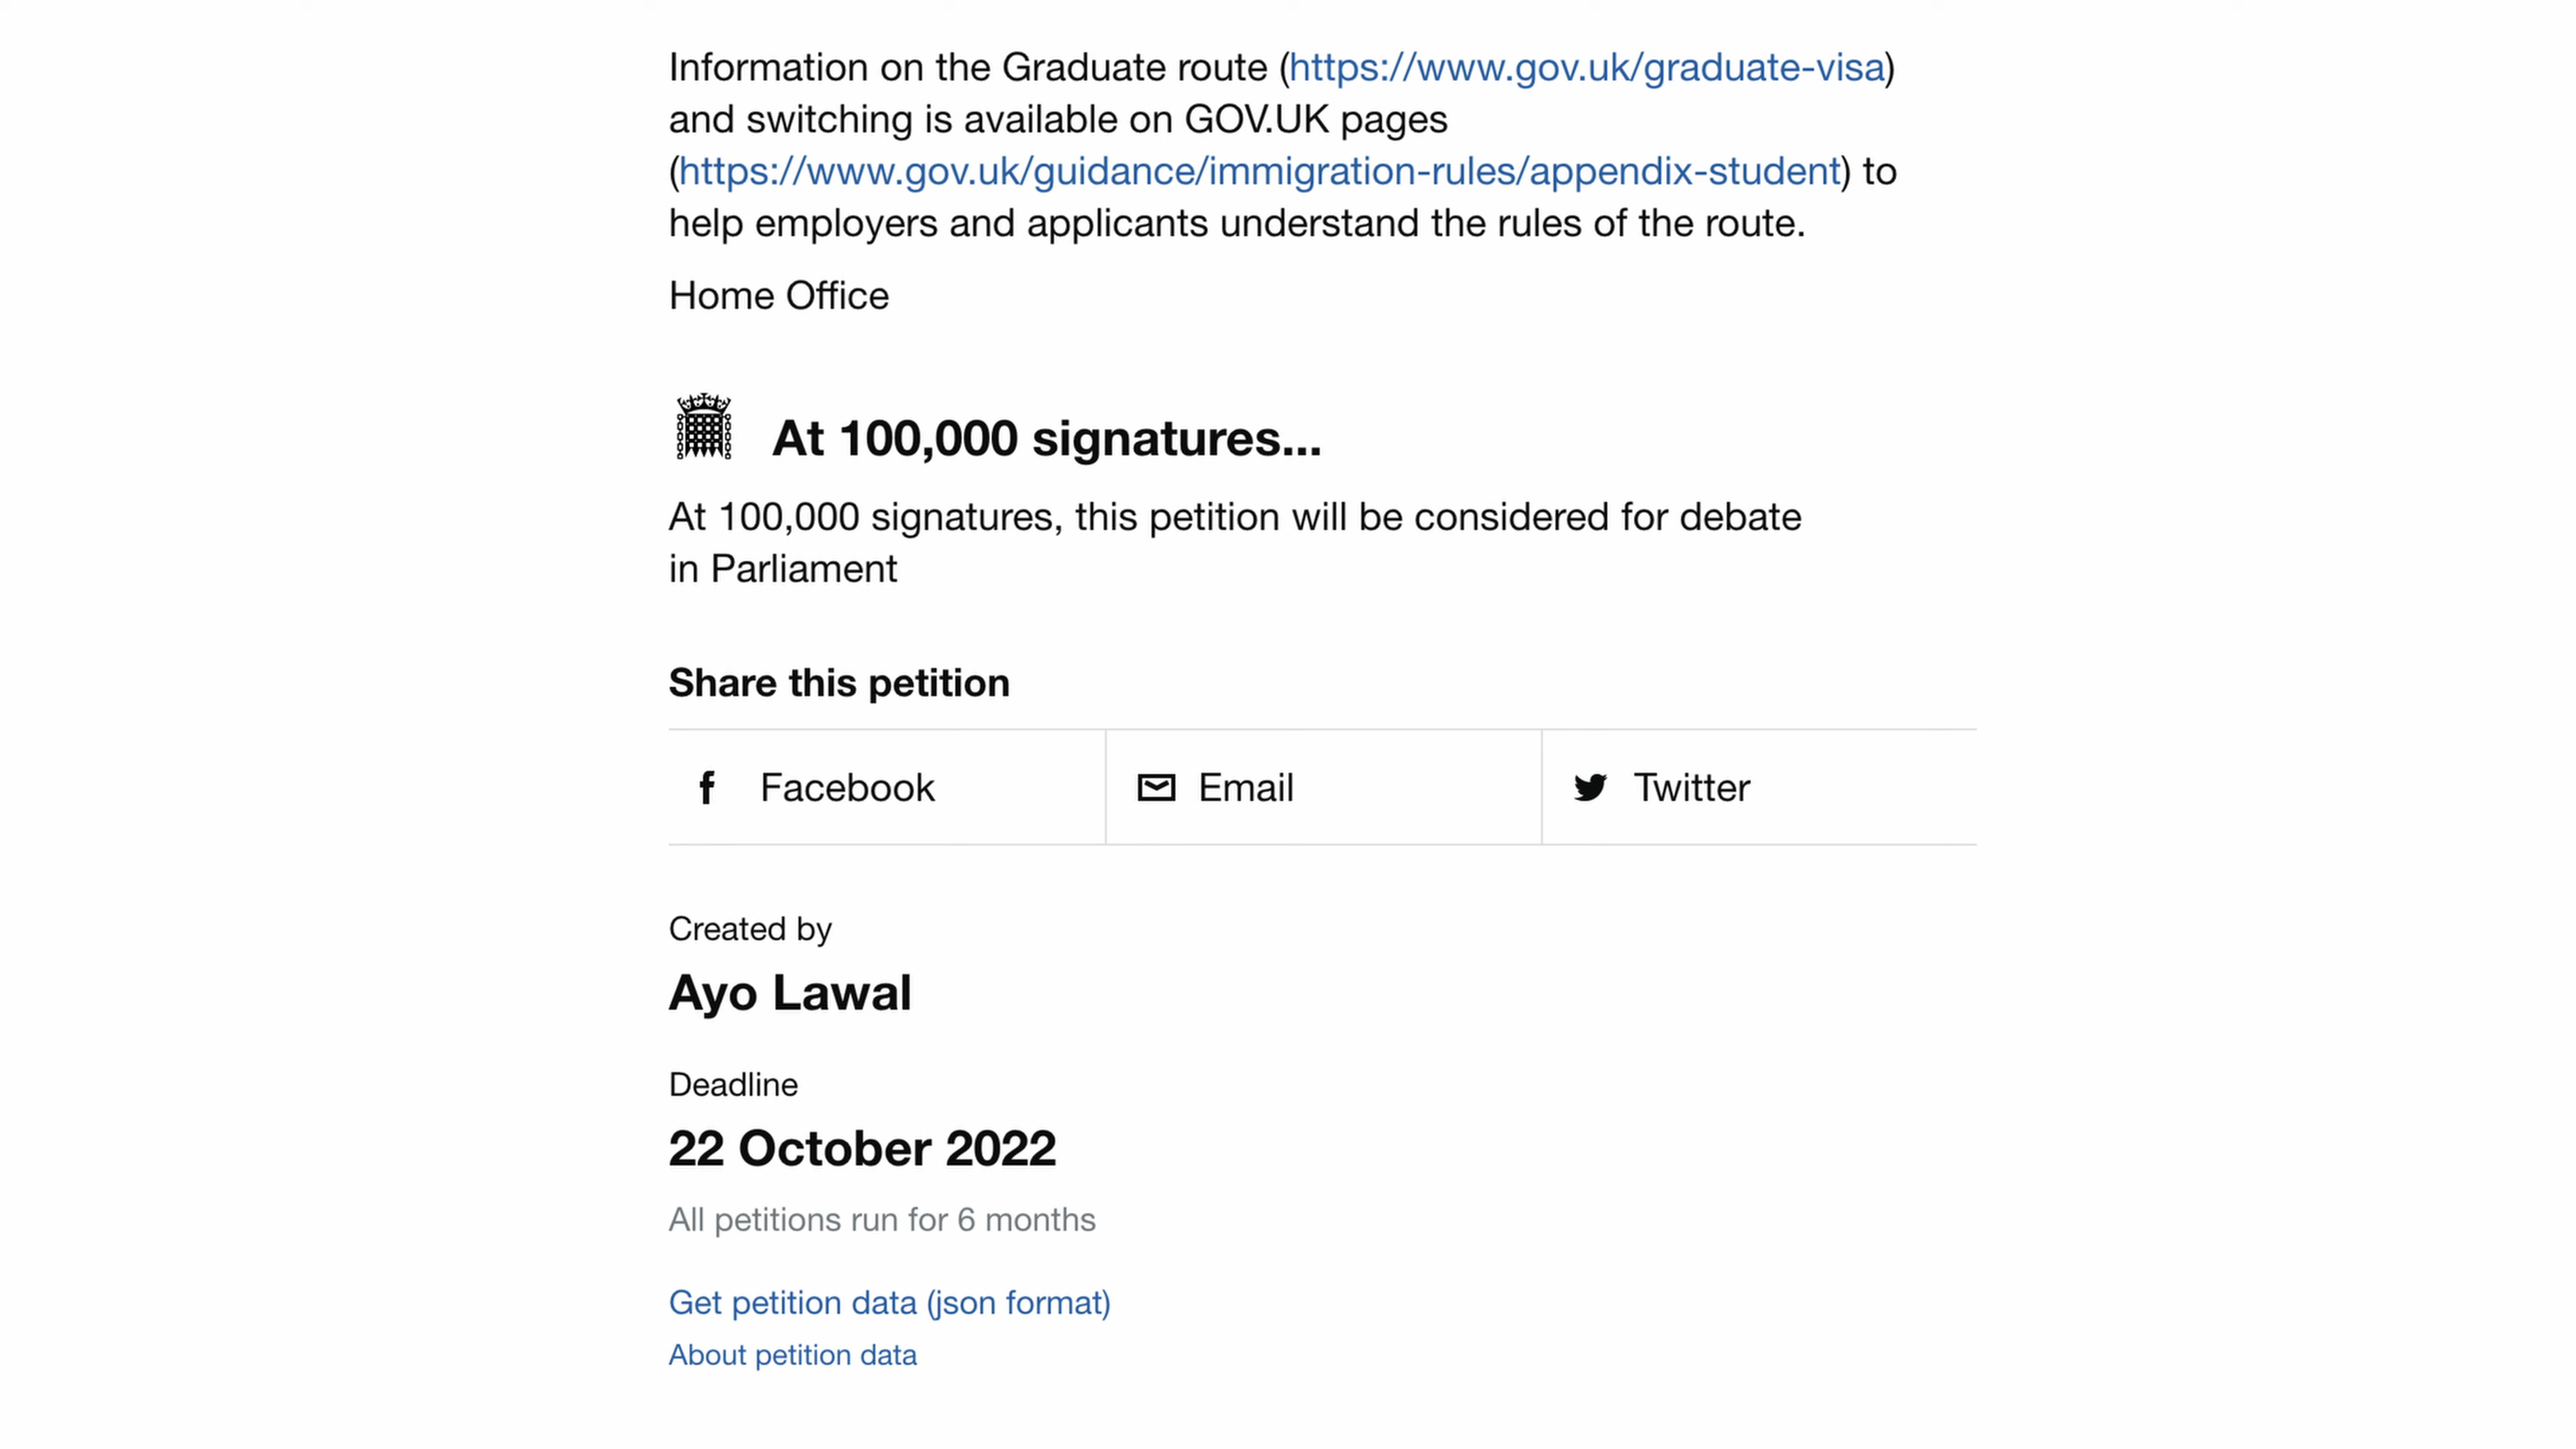 Information on the Graduate route (https://www.gov.uk/graduate-visa)
and switching is available on GOV.UK pages
(https://www.gov.uk/guidance/immigration-rules/appendix-student) to
help employers and applicants understand the rules of the route.
Home Office
At 100,000 signatures...
At 100,000 signatures, this petition will be considered for debate
in Parliament
Share this petition
Facebook
Email
Twitter
Created by
Ayo Lawal
Deadline
22 October 2022
All petitions run for 6 months
Get petition data (json format)
About petition data